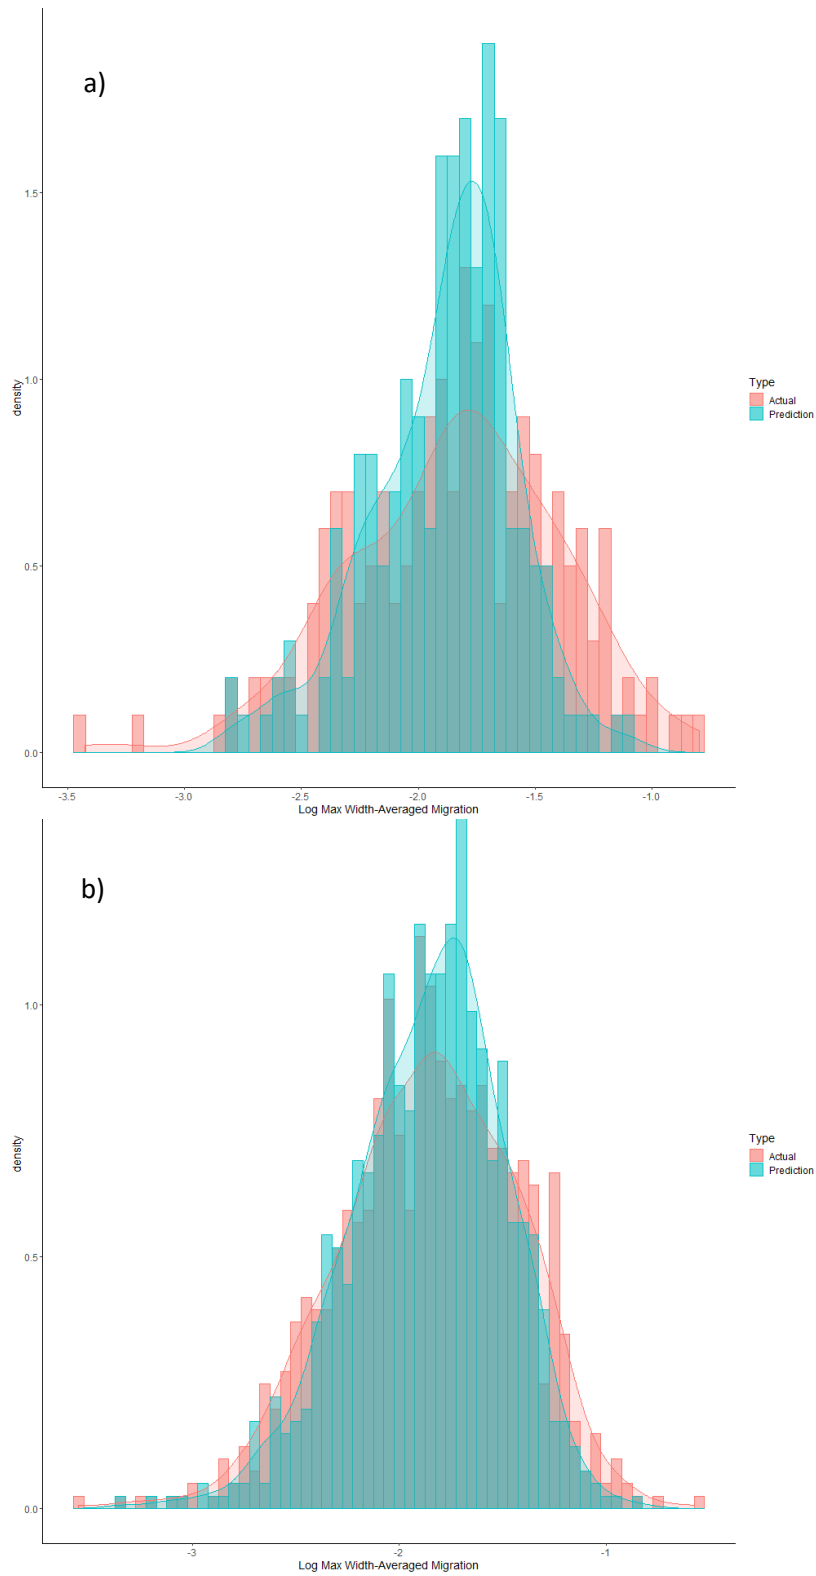 a)
1.5
1.0
0.5
0.0
density
-3.5 -3.0 -2.5 -2.0 -1.5 -1.0
Log Max Width-Averaged Migration
Type
Actual
Prediction
b)
1.0
0.5
0.0
density
-3 -2 -1
Log Max Width-Averaged Migration
Type
Actual
Prediction